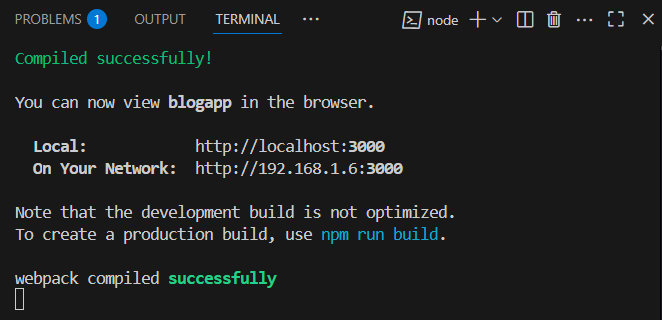 PROBLEMS 1 OUTPUT TERMINAL ... node
Compiled successfully!
You can now view blogapp in the browser.
Local: http://localhost:3000
On Your Network: http://192.168.1.6:3000
Note that the development build is not optimized.
To create a production build, use npm run build.
webpack compiled successfully